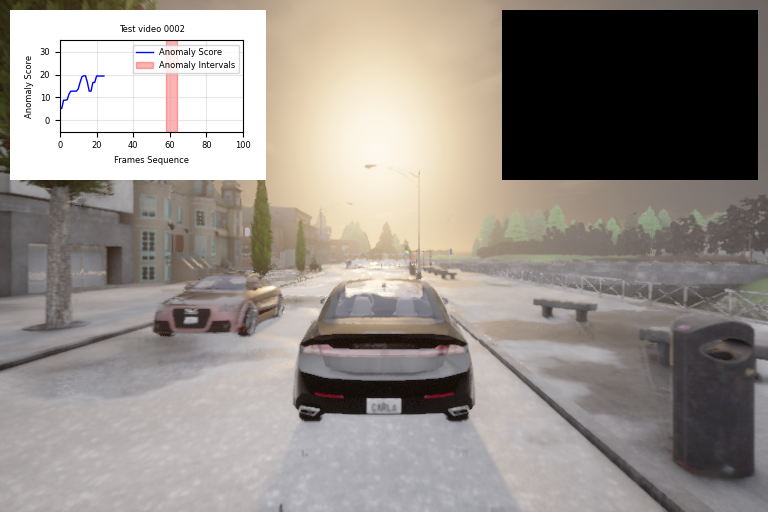 Test video 0002
Anomaly Score
Anomaly Intervals
Anomaly Score
30
20
10
0
0 20 40 60 80 100
Frames Sequence
CARLA